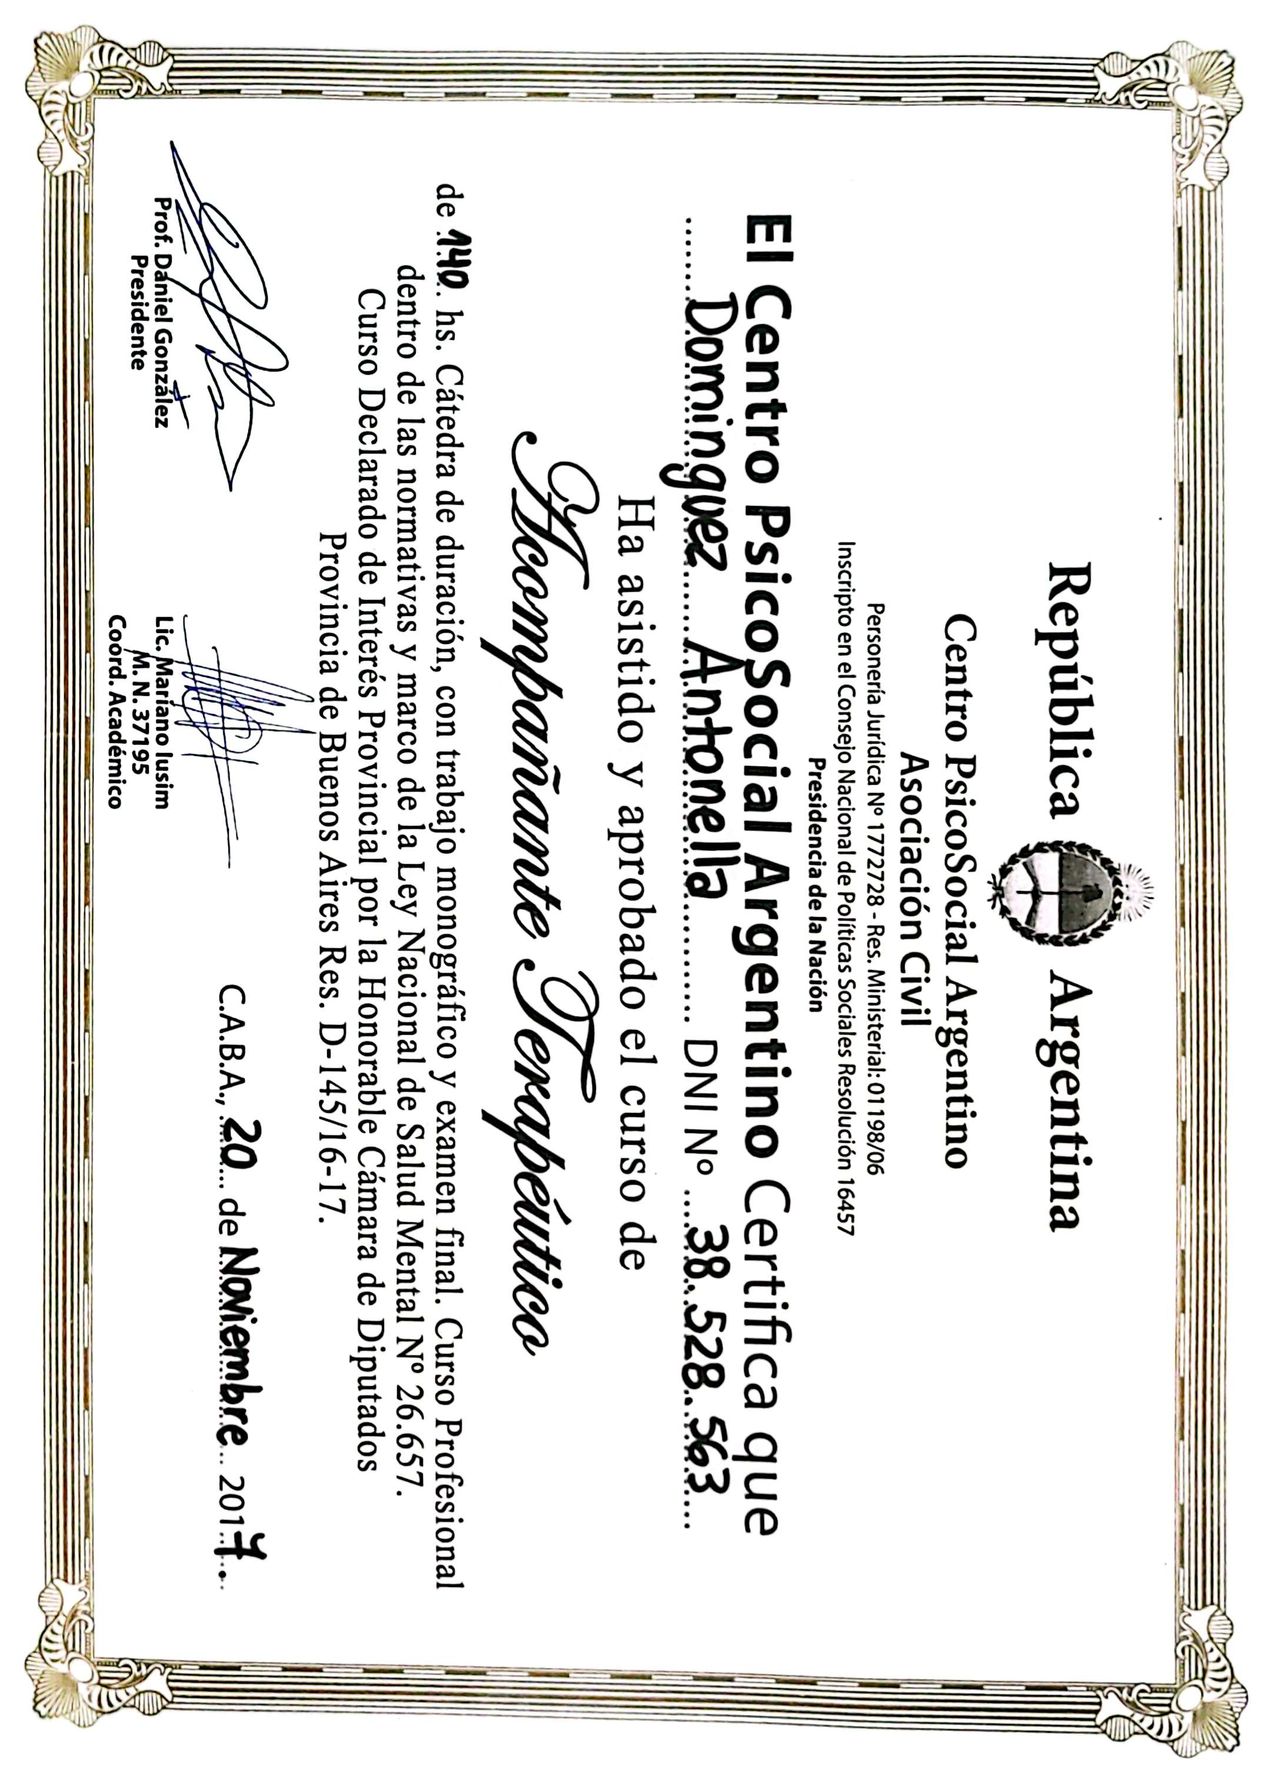 República Argentina
Centro PsicoSocial Argentino
Asociación Civil
Personería Jurídica Nº 1772728 - Res. Ministerial: 01198/06
Inscripto en el Consejo Nacional de Políticas Sociales Resolución 16457
Presidencia de la Nación
El Centro PsicoSocial Argentino Certifica que
Dominguez Antonella DNI Nº 38.528.563
Ha asistido y aprobado el curso de
Acompañante Terapéutico
de 140 hs. Cátedra de duración, con trabajo monográfico y examen final. Curso Profesional
dentro de las normativas y marco de la Ley Nacional de Salud Mental Nº 26.657.
Curso Declarado de Interés Provincial por la Honorable Cámara de Diputados
Provincia de Buenos Aires Res. D-145/16-17.
C.A.B.A., 20 de Noviembre 2017
Prof. Daniel González
Presidente
Lic. Mariano Iusim
M. N. 37195
Coord. Académico